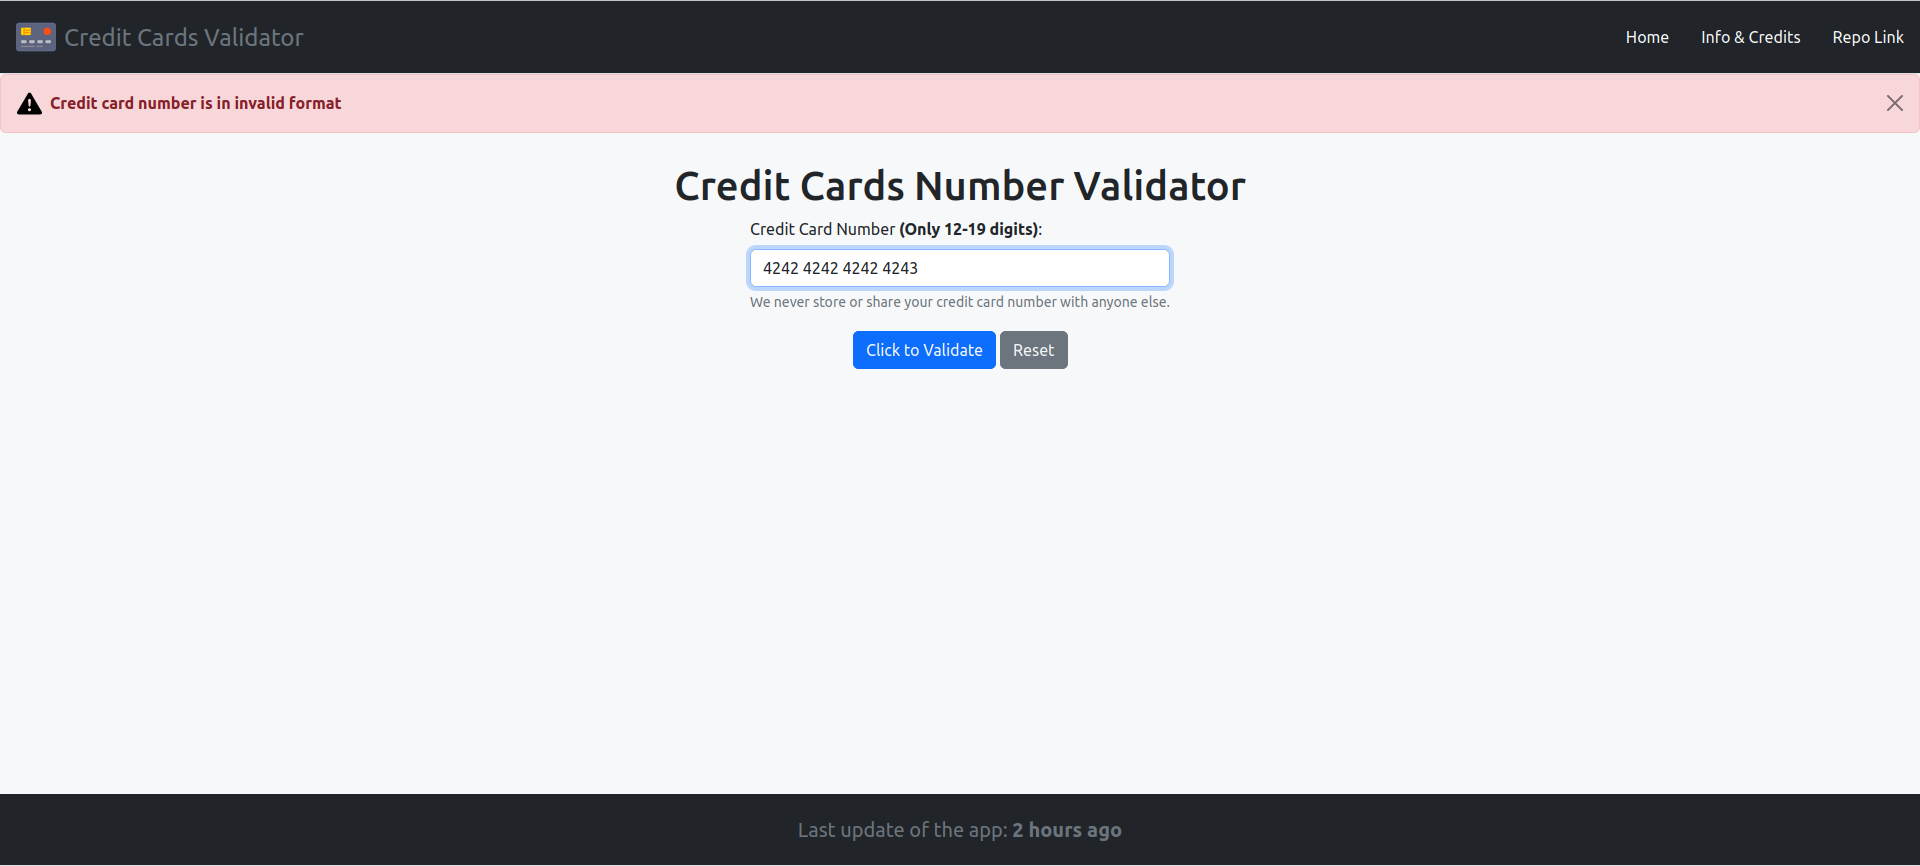 Credit Cards Validator
Home
Info & Credits
Repo Link
Credit card number is in invalid format
Credit Cards Number Validator
Credit Card Number (Only 12-19 digits):
4242 4242 4242 4243
We never store or share your credit card number with anyone else.
Click to Validate
Reset
Last update of the app: 2 hours ago